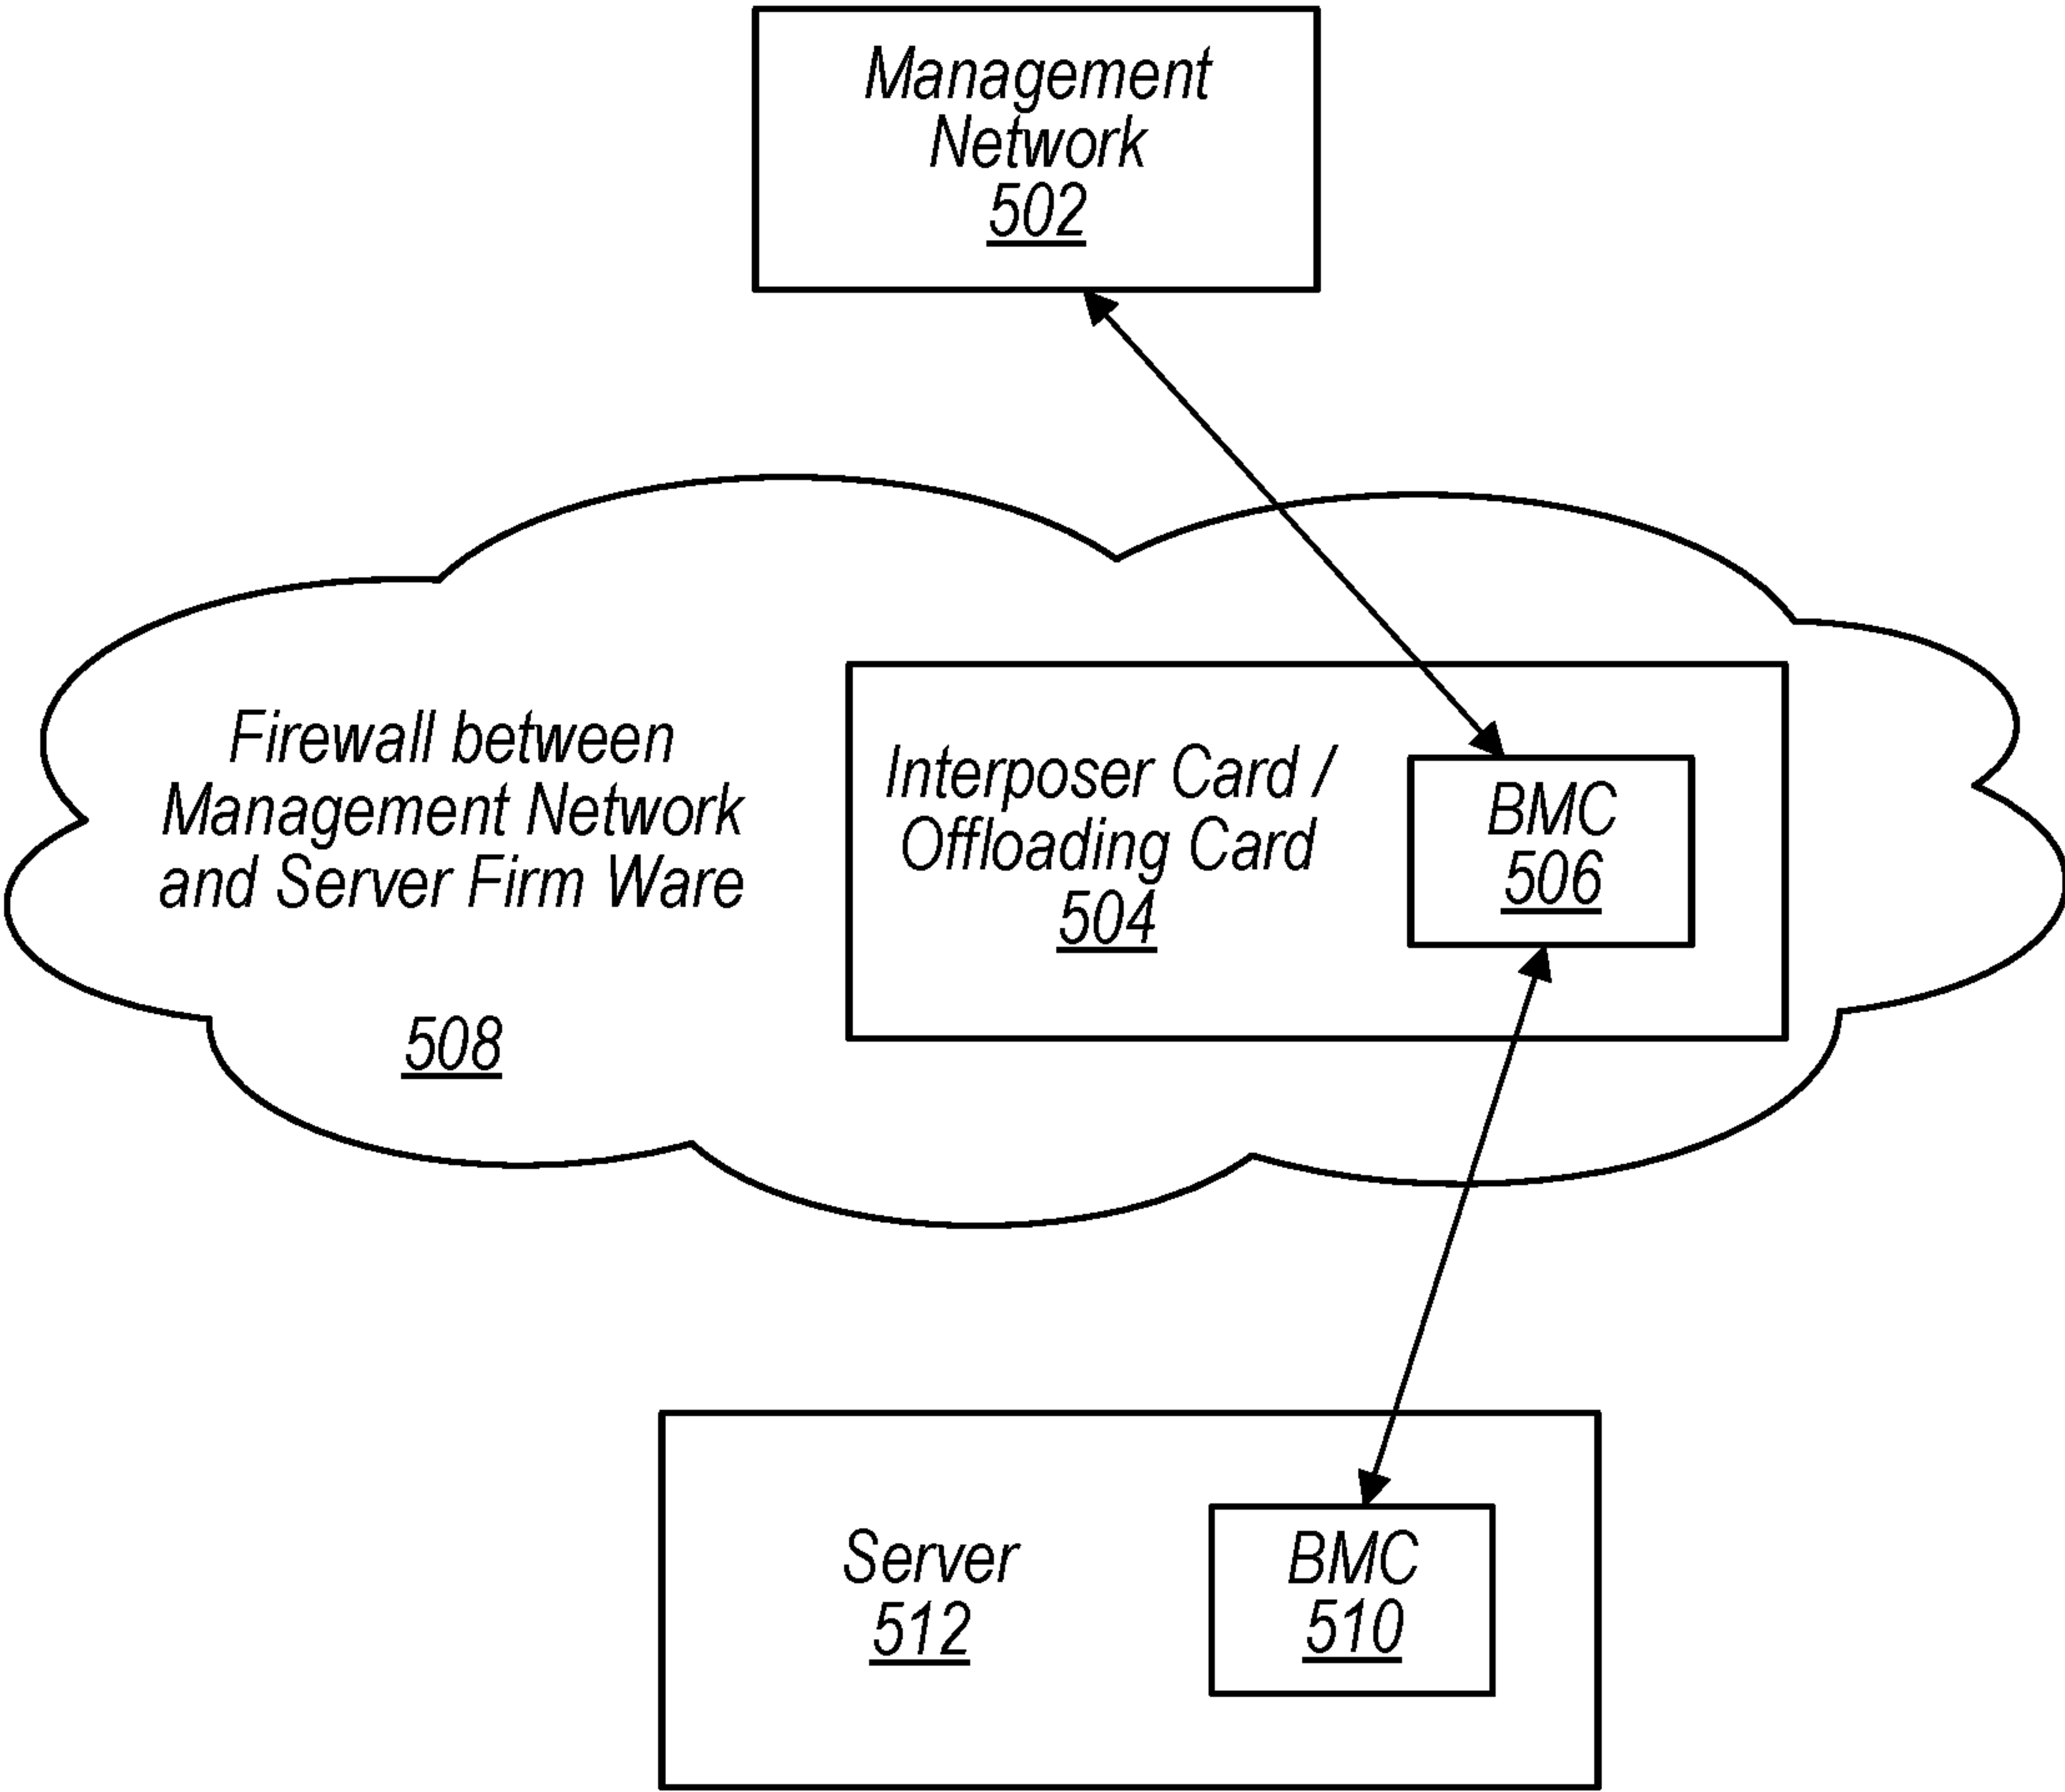 Management
Network
502
Firewall between
Management Network
and Server Firm Ware
508
Interposer Card /
Offloading Card
504
BMC
506
Server
512
BMC
510